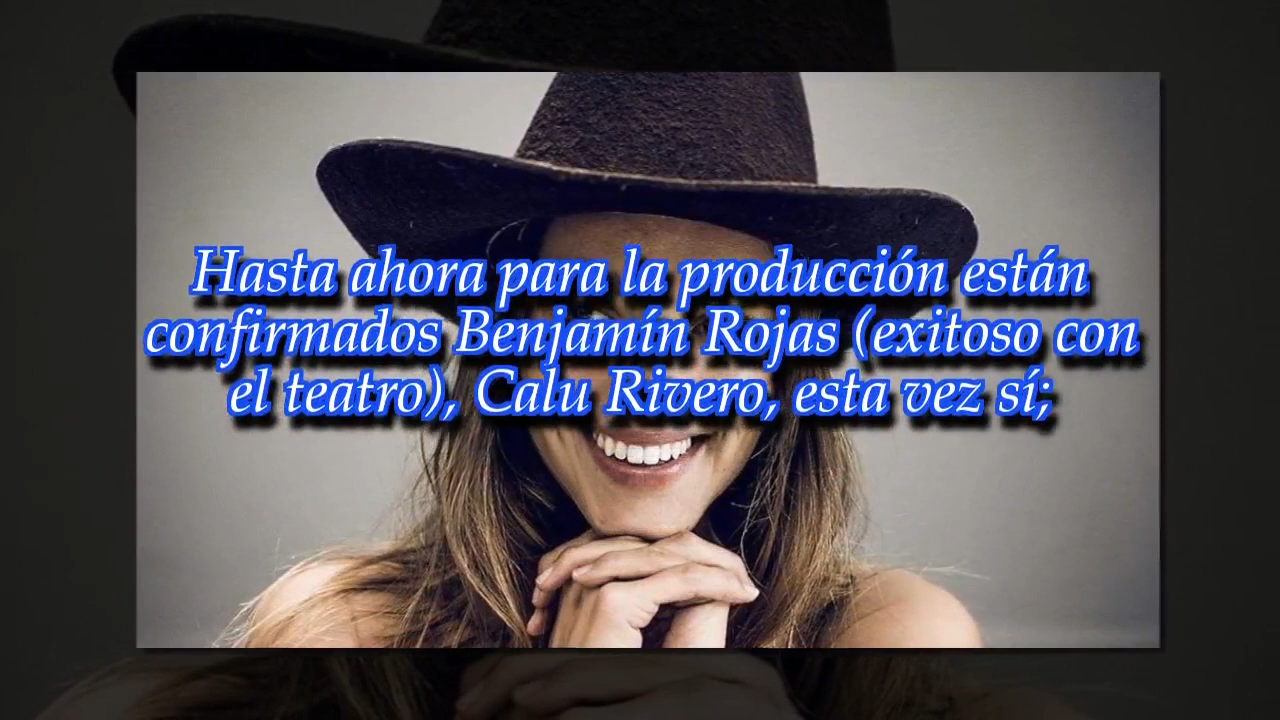 Hasta ahora para la producción están
confirmados Benjamín Rojas (exitoso con
el teatro), Calu Rivero, esta vez sí;